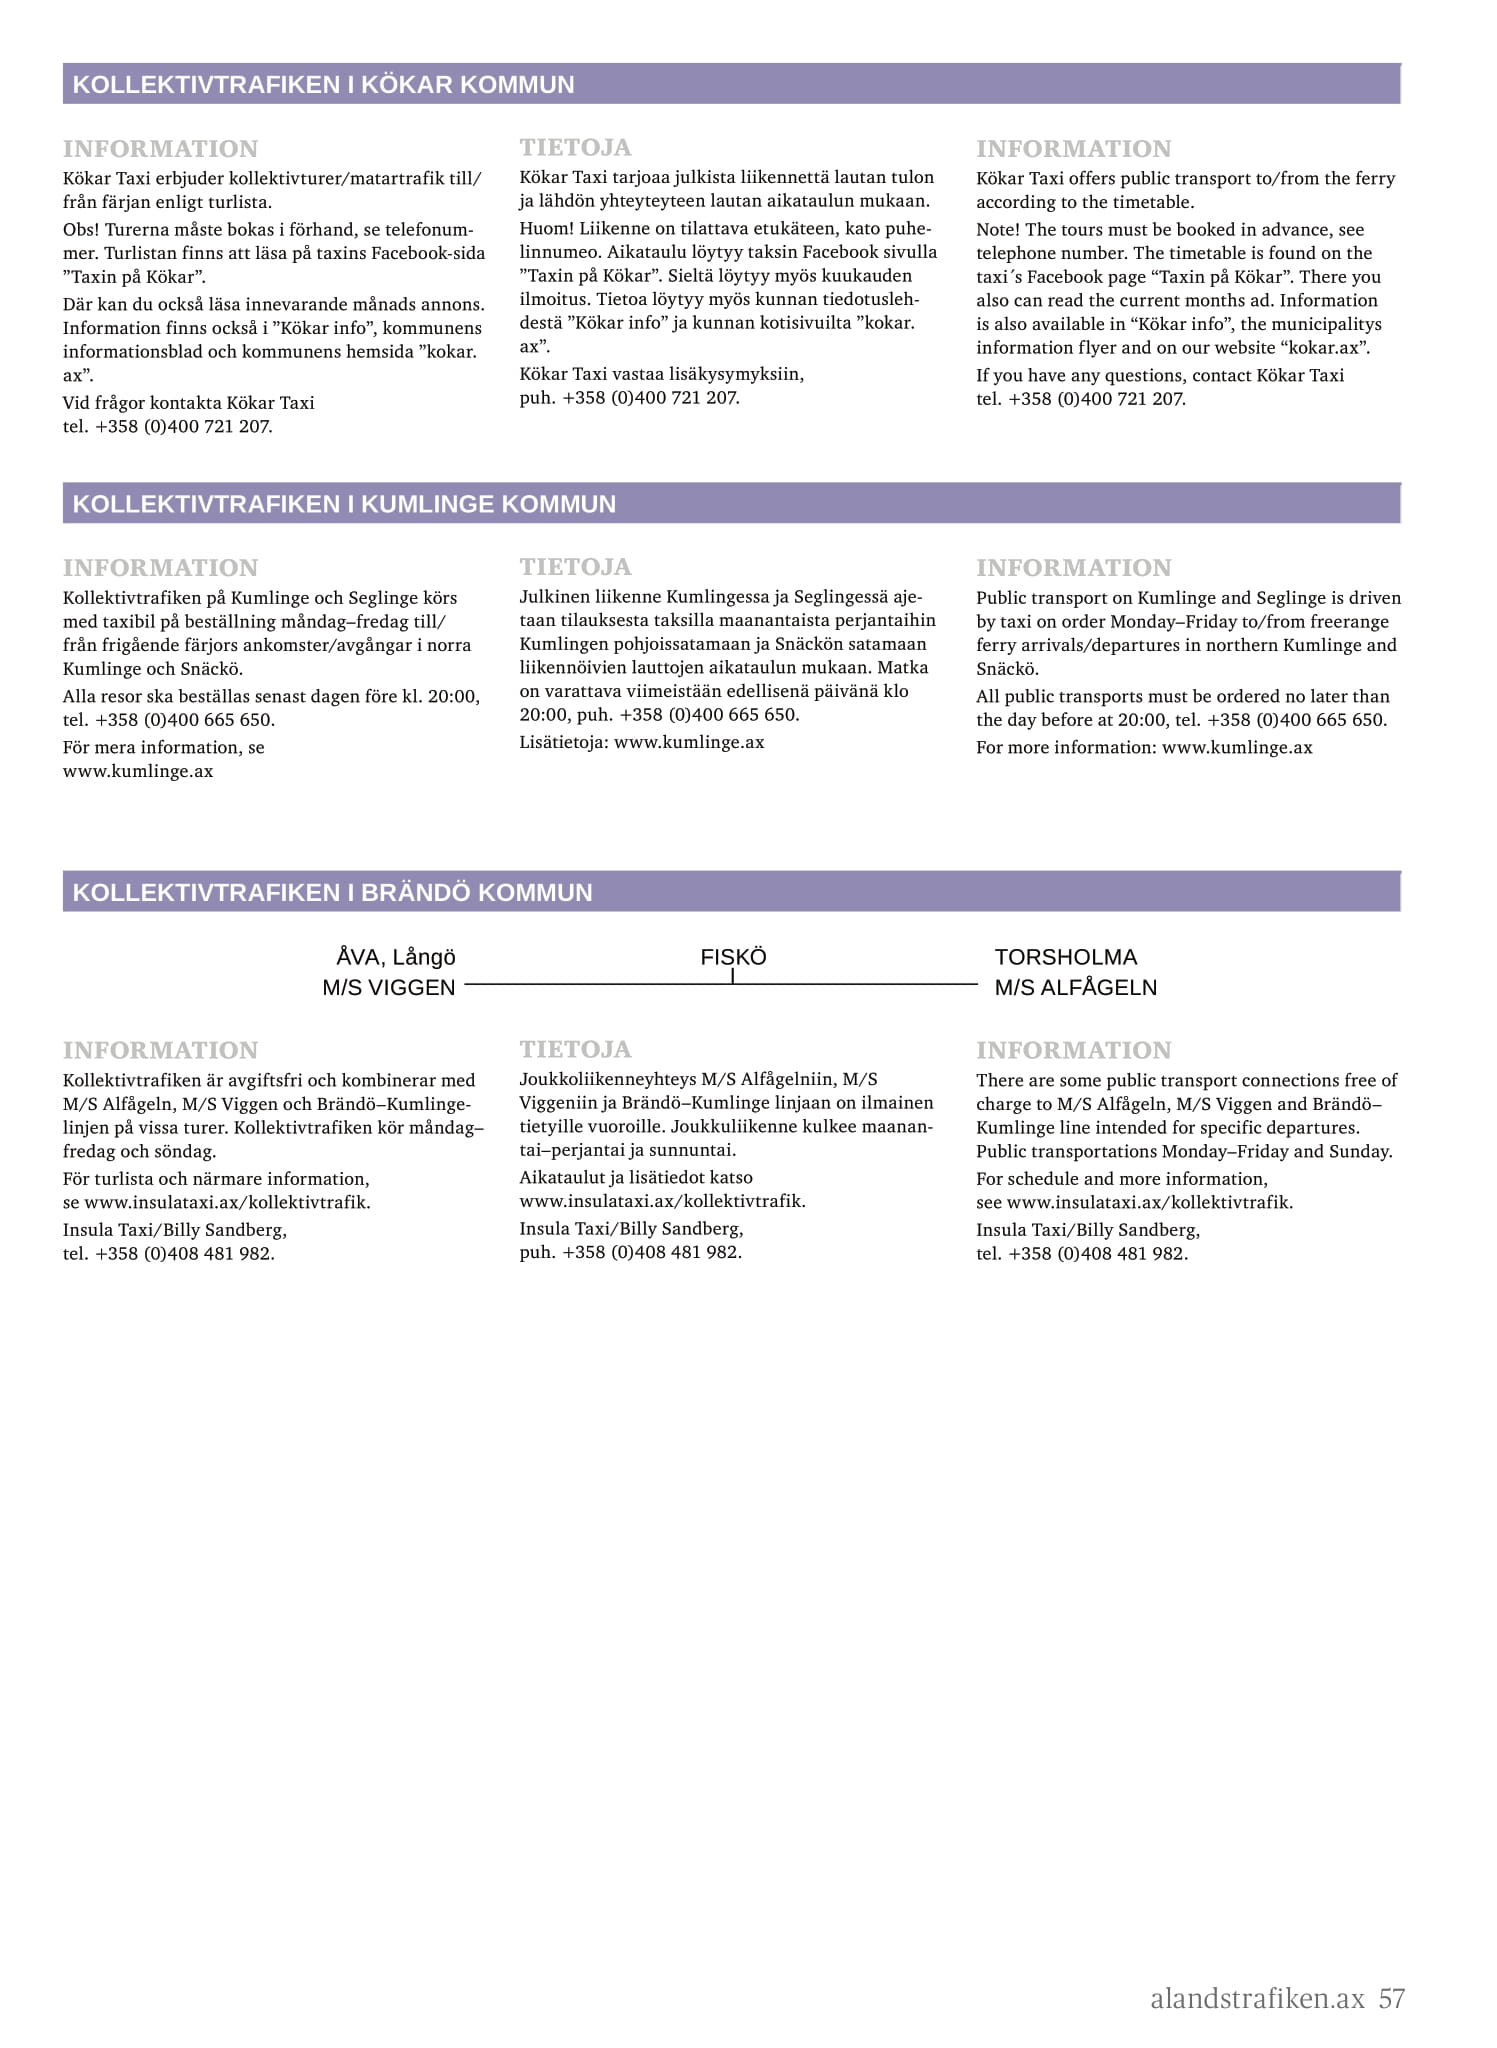 KOLLEKTIVTRAFIKEN I KÖKAR KOMMUN
INFORMATION
Kökar Taxi erbjuder kollektivturer/matartrafik till/
från färjan enligt turlista.
Obs! Turerna måste bokas i förhand, se telefonum-
mer. Turlistan finns att läsa på taxins Facebook-sida
”Taxin på Kökar”.
Där kan du också läsa innevarande månads annons.
Information finns också i ”Kökar info”, kommunens
informationsblad och kommunens hemsida ”kokar.
ax”.
Vid frågor kontakta Kökar Taxi
tel. +358 (0)400 721 207.
TIETOJA
Kökar Taxi tarjoaa julkista liikennettä lautan tulon
ja lähdön yhteyteyteen lautan aikataulun mukaan.
Huom! Liikenne on tilattava etukäteen, kato puhe-
linnumeo. Aikataulu löytyy taksin Facebook sivulla
”Taxin på Kökar”. Sieltä löytyy myös kuukauden
ilmoitus. Tietoa löytyy myös kunnan tiedotusleh-
destä ”Kökar info” ja kunnan kotisivuilta ”kokar.
ax”.
Kökar Taxi vastaa lisäkysymyksiin,
puh. +358 (0)400 721 207.
INFORMATION
Kökar Taxi offers public transport to/from the ferry
according to the timetable.
Note! The tours must be booked in advance, see
telephone number. The timetable is found on the
taxi´s Facebook page “Taxin på Kökar”. There you
also can read the current months ad. Information
is also available in “Kökar info”, the municipalitys
information flyer and on our website “kokar.ax”.
If you have any questions, contact Kökar Taxi
tel. +358 (0)400 721 207.
KOLLEKTIVTRAFIKEN I KUMLINGE KOMMUN
INFORMATION
Kollektivtrafiken på Kumlinge och Seglinge körs
med taxibil på beställning måndag–fredag till/
från frigående färjors ankomster/avgångar i norra
Kumlinge och Snäckö.
Alla resor ska beställas senast dagen före kl. 20:00,
tel. +358 (0)400 665 650.
För mera information, se
www.kumlinge.ax
TIETOJA
Julkinen liikenne Kumlingessa ja Seglingessä aje-
taan tilauksesta taksilla maanantaista perjantaihin
Kumlingen pohjoissatamaan ja Snäckön satamaan
liikennöivien lauttojen aikataulun mukaan. Matka
on varattava viimeistään edellisenä päivänä klo
20:00, puh. +358 (0)400 665 650.
Lisätietoja: www.kumlinge.ax
INFORMATION
Public transport on Kumlinge and Seglinge is driven
by taxi on order Monday–Friday to/from freerange
ferry arrivals/departures in northern Kumlinge and
Snäckö.
All public transports must be ordered no later than
the day before at 20:00, tel. +358 (0)400 665 650.
For more information: www.kumlinge.ax
KOLLEKTIVTRAFIKEN I BRÄNDÖ KOMMUN
ÅVA, Långö
M/S VIGGEN
FISKÖ
TORSHOLMA
M/S ALFÅGELN
INFORMATION
Kollektivtrafiken är avgiftsfri och kombinerar med
M/S Alfågeln, M/S Viggen och Brändö–Kumlinge-
linjen på vissa turer. Kollektivtrafiken kör måndag–
fredag och söndag.
För turlista och närmare information,
se www.insulataxi.ax/kollektivtrafik.
Insula Taxi/Billy Sandberg,
tel. +358 (0)408 481 982.
TIETOJA
Joukkoliikenneyhteys M/S Alfågelniin, M/S
Viggeniin ja Brändö–Kumlinge linjaan on ilmainen
tietyille vuoroille. Joukkuliikenne kulkee maanan-
tai–perjantai ja sunnuntai.
Aikataulut ja lisätiedot katso
www.insulataxi.ax/kollektivtrafik.
Insula Taxi/Billy Sandberg,
puh. +358 (0)408 481 982.
INFORMATION
There are some public transport connections free of
charge to M/S Alfågeln, M/S Viggen and Brändö–
Kumlinge line intended for specific departures.
Public transportations Monday–Friday and Sunday.
For schedule and more information,
see www.insulataxi.ax/kollektivtrafik.
Insula Taxi/Billy Sandberg,
tel. +358 (0)408 481 982.
alandstrafiken.ax 57